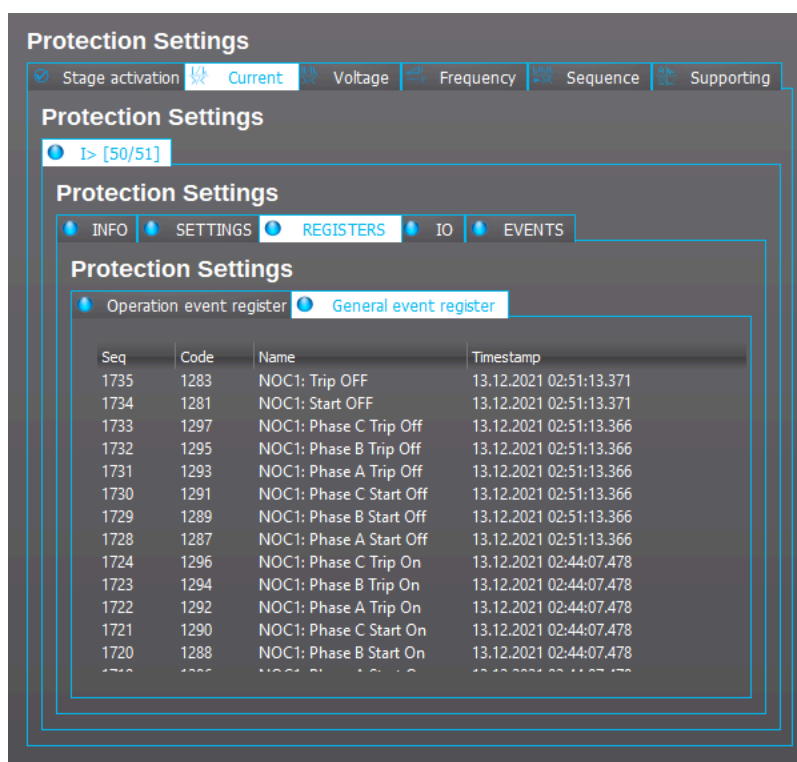 Protection Settings
Stage activation Current Voltage Frequency Sequence Supporting
Protection Settings
I> [50/51]
Protection Settings
INFO SETTINGS REGISTERS IO EVENTS
Protection Settings
Operation event register General event register
Seq Code Name Timestamp
1735 1283 NOC1: Trip OFF 13.12.2021 02:51:13.371
1734 1281 NOC1: Start OFF 13.12.2021 02:51:13.371
1733 1297 NOC1: Phase C Trip Off 13.12.2021 02:51:13.366
1732 1295 NOC1: Phase B Trip Off 13.12.2021 02:51:13.366
1731 1293 NOC1: Phase A Trip Off 13.12.2021 02:51:13.366
1730 1291 NOC1: Phase C Start Off 13.12.2021 02:51:13.366
1729 1289 NOC1: Phase B Start Off 13.12.2021 02:51:13.366
1728 1287 NOC1: Phase A Start Off 13.12.2021 02:51:13.366
1724 1296 NOC1: Phase C Trip On 13.12.2021 02:44:07.478
1723 1294 NOC1: Phase B Trip On 13.12.2021 02:44:07.478
1722 1292 NOC1: Phase A Trip On 13.12.2021 02:44:07.478
1721 1290 NOC1: Phase C Start On 13.12.2021 02:44:07.478
1720 1288 NOC1: Phase B Start On 13.12.2021 02:44:07.478